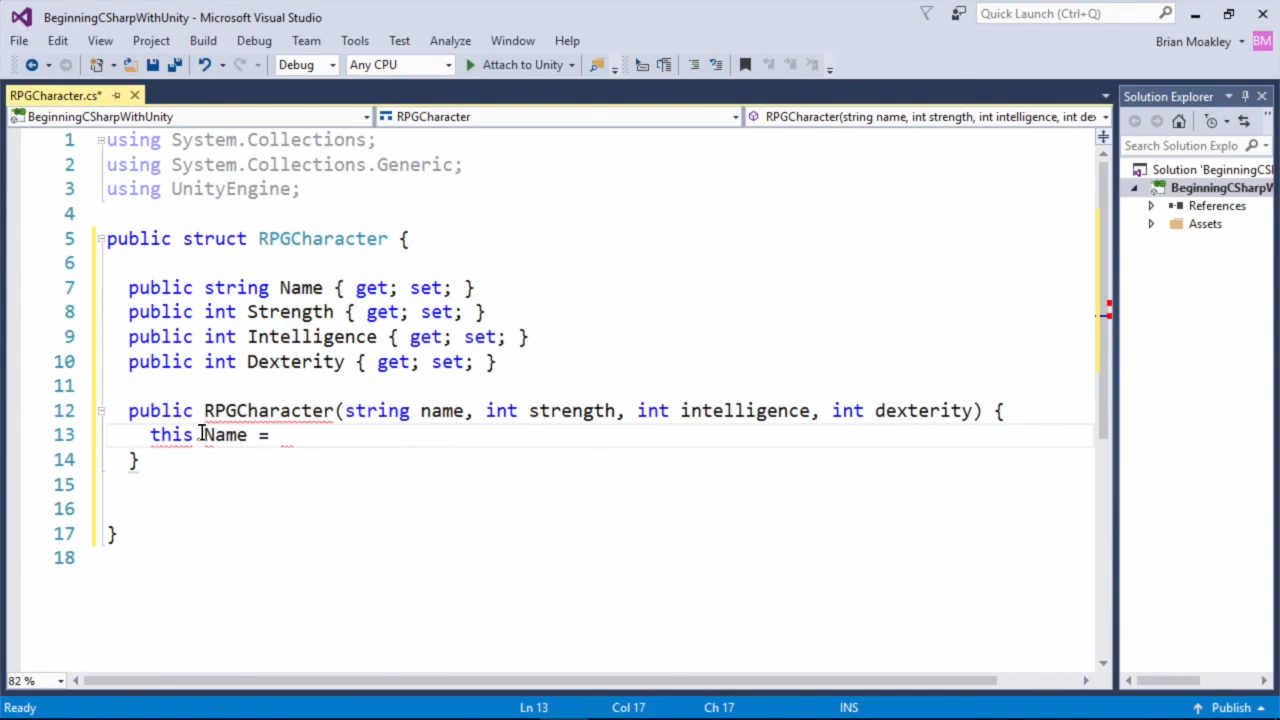 BeginningCSharpWithUnity - Microsoft Visual Studio
Quick Launch (Ctrl+Q)
File Edit View Project Build Debug Team Tools Test Analyze Window Help
Brian Moakley BM
Debug Any CPU Attach to Unity
RPGCharacter.cs*
Solution Explorer
BeginningCSharpWithUnity RPGCharacter RPGCharacter(string name, int strength, int intelligence, int dex
Search Solution Explo
Solution 'BeginningCS
BeginningCSharpW
References
Assets
1 using System.Collections;
2 using System.Collections.Generic;
3 using UnityEngine;
4
5 public struct RPGCharacter {
6
7 public string Name { get; set; }
8 public int Strength { get; set; }
9 public int Intelligence { get; set; }
10 public int Dexterity { get; set; }
11
12 public RPGCharacter(string name, int strength, int intelligence, int dexterity) {
13 this Name =
14 }
15
16
17 }
18
82 %
Ready Ln 13 Col 17 Ch 17 INS Publish